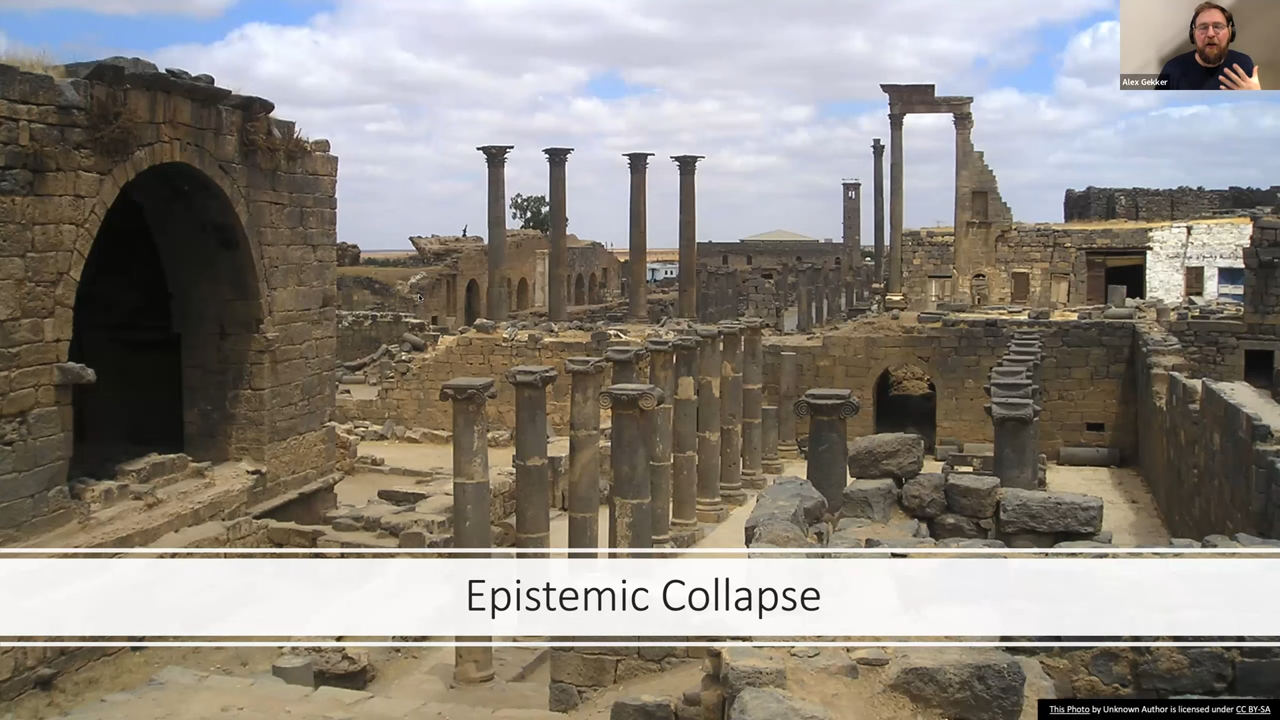 Alex Gekker
Epistemic Collapse
This Photo by Unknown Author is licensed under CC BY-SA